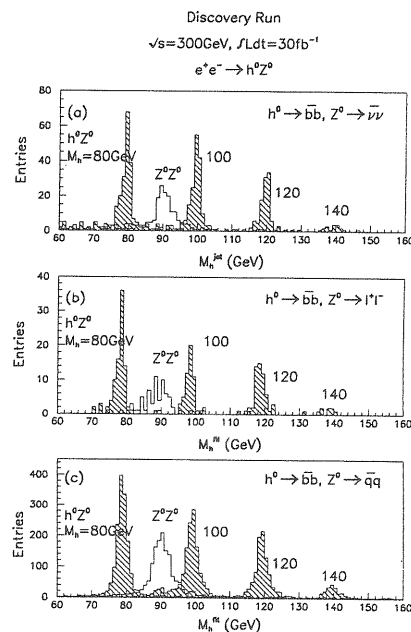 Discovery Run
√s=300GeV, ∫Ldt=30fb⁻¹
e⁺e⁻ → h⁰Z⁰
80
60
40
20
0
Entries
(a)
h⁰ → b̄b, Z⁰ → ν̄ν
h⁰Z⁰
M_h=80GeV
Z⁰Z⁰
100
120
140
60 70 80 90 100 110 120 130 140 150 160
M_h^jet (GeV)
40
30
20
10
0
Entries
(b)
h⁰ → b̄b, Z⁰ → l⁺l⁻
h⁰Z⁰
M_h=80GeV
Z⁰Z⁰
100
120
140
60 70 80 90 100 110 120 130 140 150 160
M_h^fit (GeV)
400
300
200
100
0
Entries
(c)
h⁰ → b̄b, Z⁰ → q̄q
h⁰Z⁰
M_h=80GeV
Z⁰Z⁰
100
120
140
60 70 80 90 100 110 120 130 140 150 160
M_h^fit (GeV)